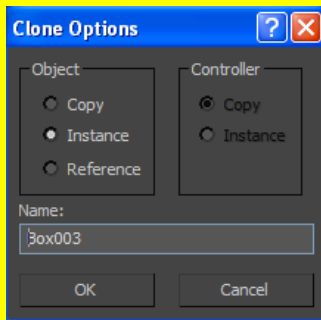 Clone Options
Object
Controller
Copy
Copy
Instance
Instance
Reference
Name:
Box003
OK
Cancel